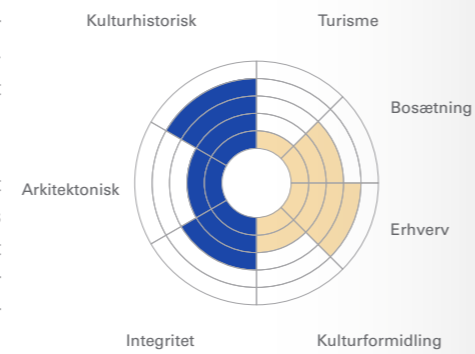 Kulturhistorisk
Turisme
Bosætning
Arkitektonisk
Erhverv
Integritet
Kulturformidling